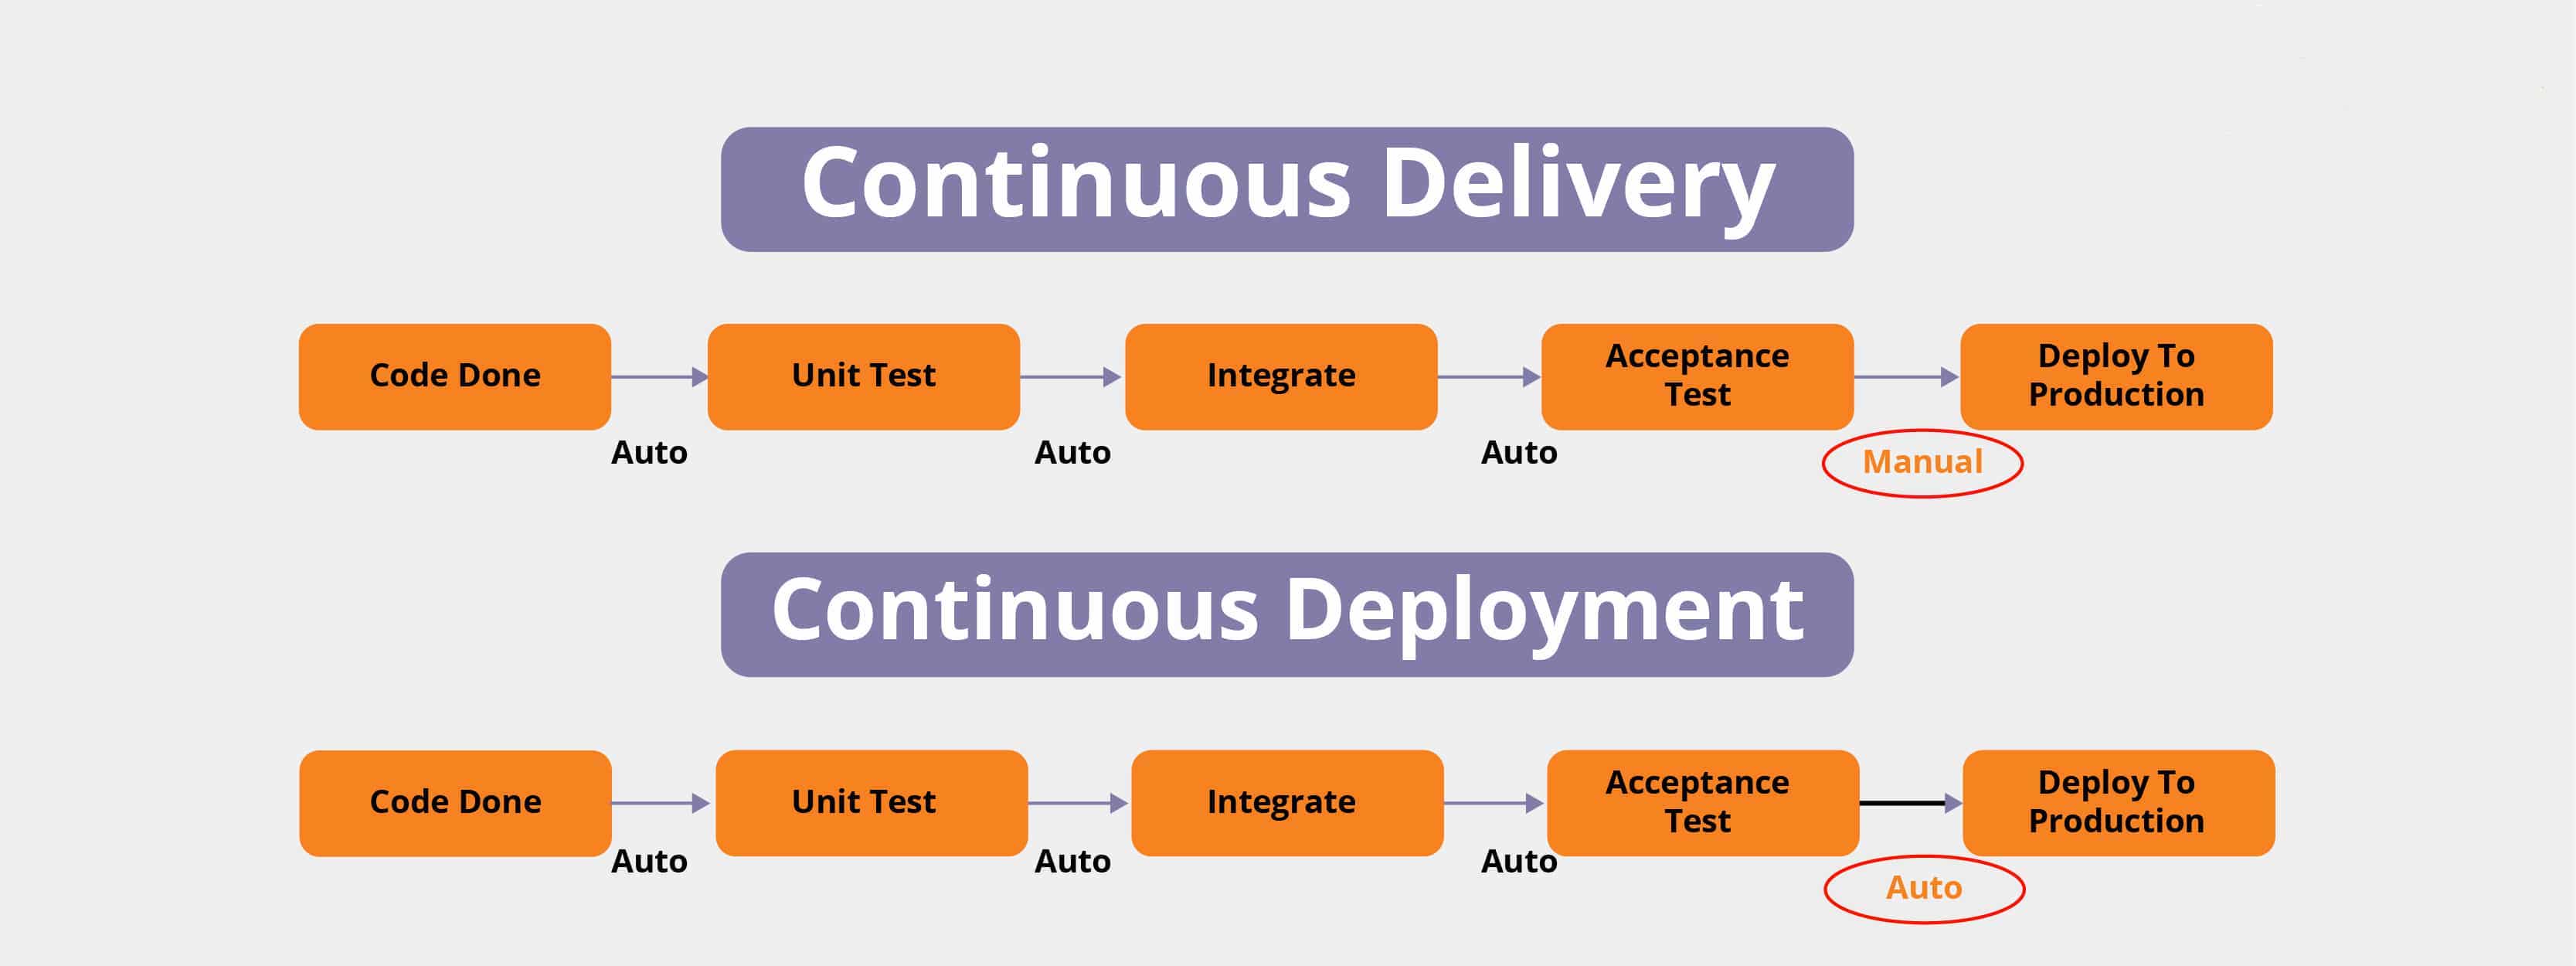 Continuous Delivery
Code Done
Unit Test
Integrate
Acceptance
Test
Deploy To
Production
Auto
Auto
Auto
Manual
Continuous Deployment
Code Done
Unit Test
Integrate
Acceptance
Test
Deploy To
Production
Auto
Auto
Auto
Auto